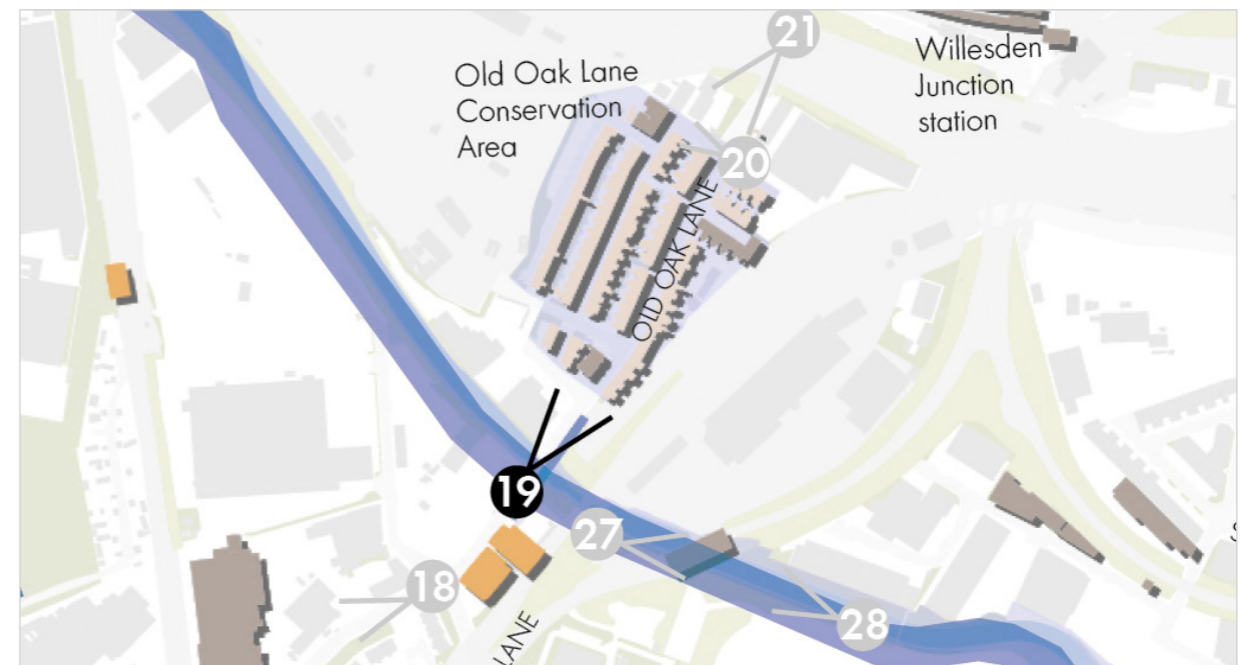 21
Willesden
Junction
station
Old Oak Lane
Conservation
Area
20
OLD OAK LANE
19
27
18
28
LANE